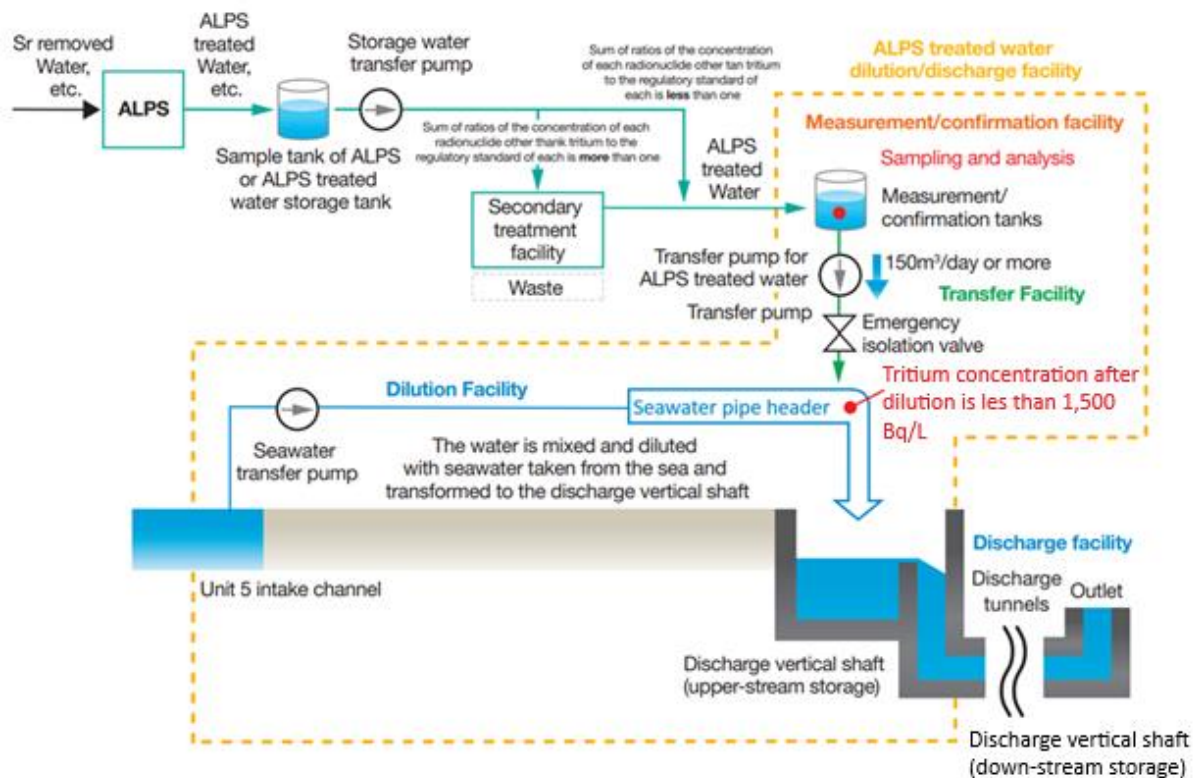 Sr removed
Water,
etc.
ALPS
ALPS
treated
Water,
etc.
Sample tank of ALPS
or ALPS treated
water storage tank
Storage water
transfer pump
Sum of ratios of the concentration
of each radionuclide other tan tritium
to the regulatory standard of
each is less than one
Sum of ratios of the concentration of each
radionuclide other thank tritium to the
regulatory standard of each is more than one
Secondary
treatment
facility
Waste
ALPS
treated
Water
ALPS treated water
dilution/discharge facility
Measurement/confirmation facility
Sampling and analysis
Measurement/
confirmation tanks
Transfer pump for
ALPS treated water
150m³/day or more
Transfer Facility
Transfer pump
Emergency
isolation valve
Dilution Facility
Seawater pipe header
Tritium concentration after
dilution is less than 1,500
Bq/L
Seawater
transfer pump
The water is mixed and diluted
with seawater taken from the sea and
transformed to the discharge vertical shaft
Unit 5 intake channel
Discharge facility
Discharge
tunnels
Outlet
Discharge vertical shaft
(upper-stream storage)
Discharge vertical shaft
(down-stream storage)